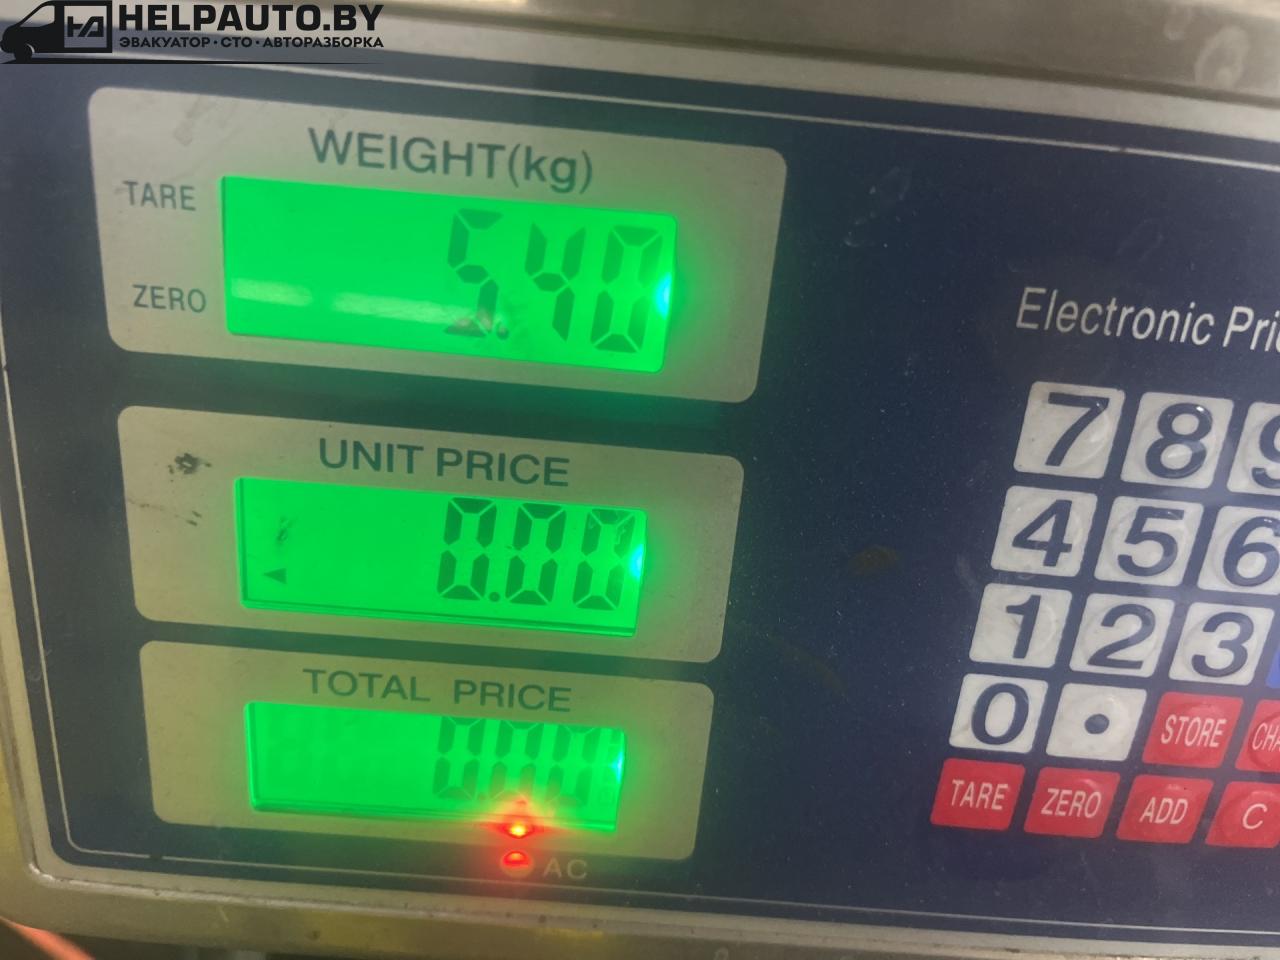 HELPAUTO.BY
ЭВАКУАТОР · СТО · АВТОРАЗБОРКА
WEIGHT(kg)
TARE
5.40
ZERO
UNIT PRICE
0.00
TOTAL PRICE
0.00
AC
Electronic
7 8 9
4 5 6
1 2 3
0 .
STORE
TARE ZERO ADD C